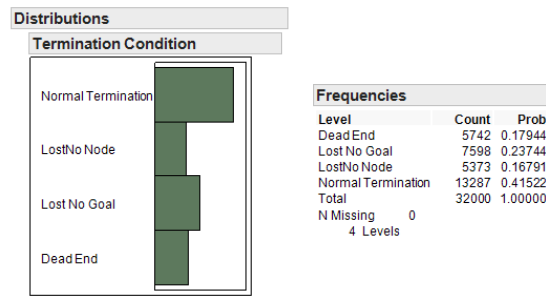 Distributions
Termination Condition
Normal Termination
LostNo Node
Lost No Goal
Dead End
Frequencies
Level Count Prob
Dead End 5742 0.17944
Lost No Goal 7598 0.23744
LostNo Node 5373 0.16791
Normal Termination 13287 0.41522
Total 32000 1.00000
N Missing 0
4 Levels